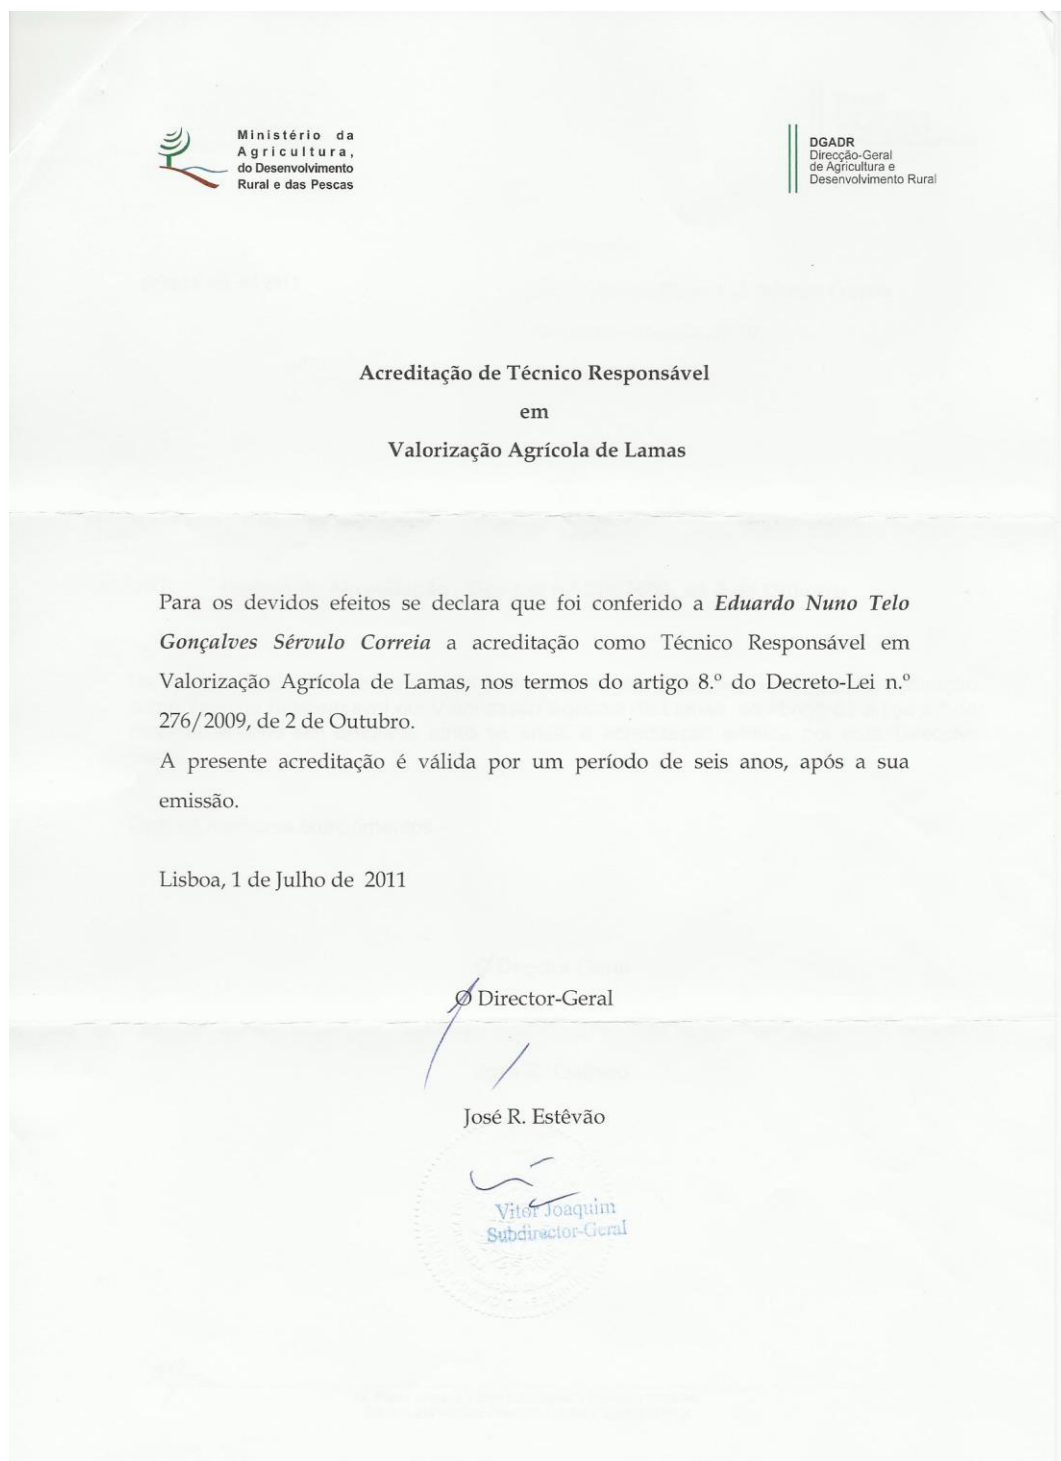 Ministério da
Agricultura,
do Desenvolvimento
Rural e das Pescas
DGADR
Direcção-Geral
de Agricultura e
Desenvolvimento Rural
Acreditação de Técnico Responsável
em
Valorização Agrícola de Lamas
Para os devidos efeitos se declara que foi conferido a Eduardo Nuno Telo
Gonçalves Sérvulo Correia a acreditação como Técnico Responsável em
Valorização Agrícola de Lamas, nos termos do artigo 8.º do Decreto-Lei n.º
276/2009, de 2 de Outubro.
A presente acreditação é válida por um período de seis anos, após a sua
emissão.
Lisboa, 1 de Julho de 2011
O Director-Geral
José R. Estêvão
Vitor Joaquim
Subdirector-Geral